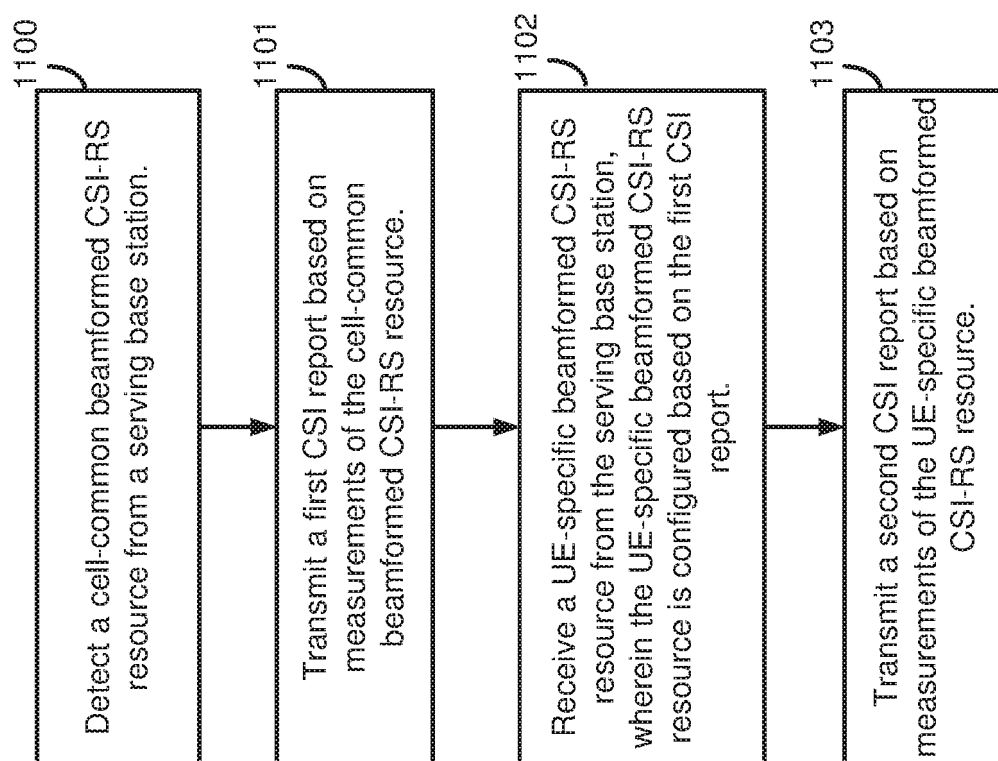 1100
Detect a cell-common beamformed CSI-RS
resource from a serving base station.
1101
Transmit a first CSI report based on
measurements of the cell-common
beamformed CSI-RS resource.
1102
Receive a UE-specific beamformed CSI-RS
resource from the serving base station,
wherein the UE-specific beamformed CSI-RS
resource is configured based on the first CSI
report.
1103
Transmit a second CSI report based on
measurements of the UE-specific beamformed
CSI-RS resource.